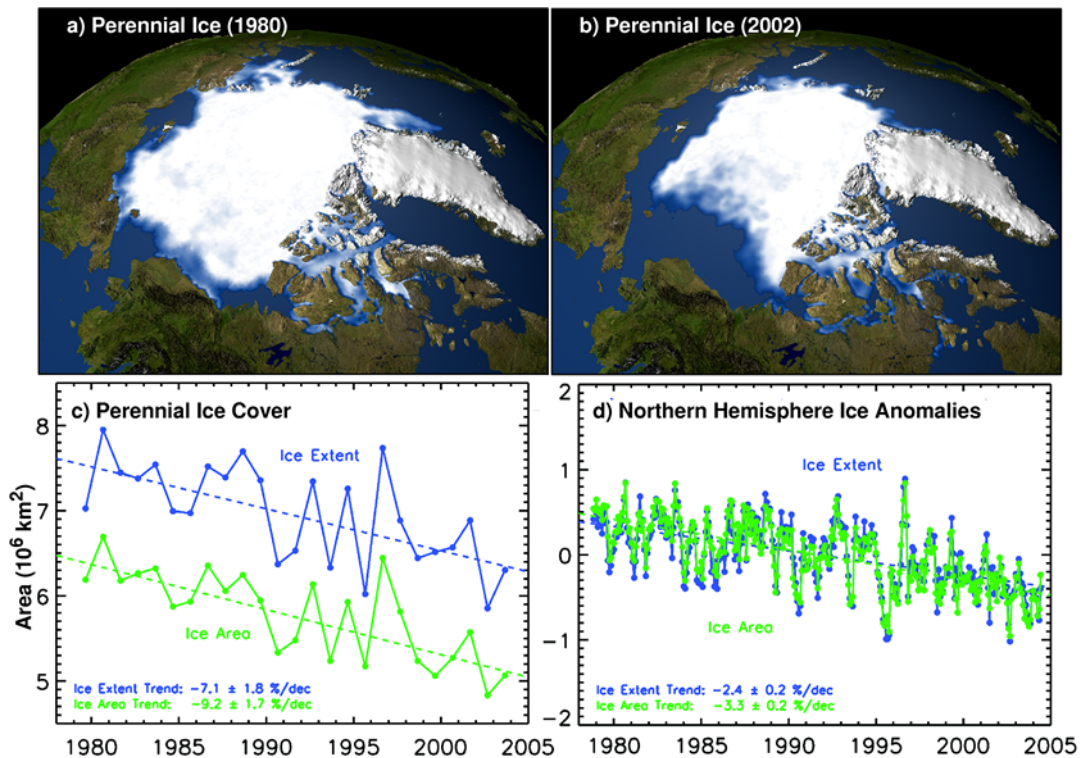 a) Perennial Ice (1980)
b) Perennial Ice (2002)
c) Perennial Ice Cover
Ice Extent
Ice Area
Ice Extent Trend: -7.1 ± 1.8 %/dec
Ice Area Trend: -9.2 ± 1.7 %/dec
Area (10⁶ km²)
8
7
6
5
1980 1985 1990 1995 2000 2005
d) Northern Hemisphere Ice Anomalies
Ice Extent
Ice Area
Ice Extent Trend: -2.4 ± 0.2 %/dec
Ice Area Trend: -3.3 ± 0.2 %/dec
2
1
0
-1
-2
1980 1985 1990 1995 2000 2005